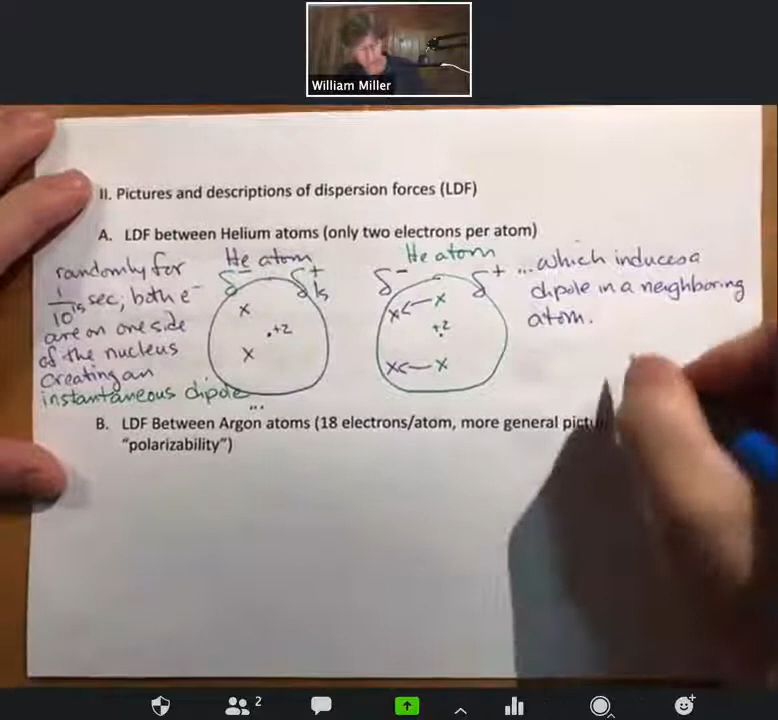 William Miller
II. Pictures and descriptions of dispersion forces (LDF)
A. LDF between Helium atoms (only two electrons per atom)
randomly for
1/10^15 sec, both e-
are on one side
of the nucleus
creating an
instantaneous dipole
...
He atom
δ- δ+
x
.+2
x
He atom
δ- δ+
x<—x
+2
x<—x
...which induces a
dipole in a neighboring
atom.
B. LDF Between Argon atoms (18 electrons/atom, more general
"polarizability")
2